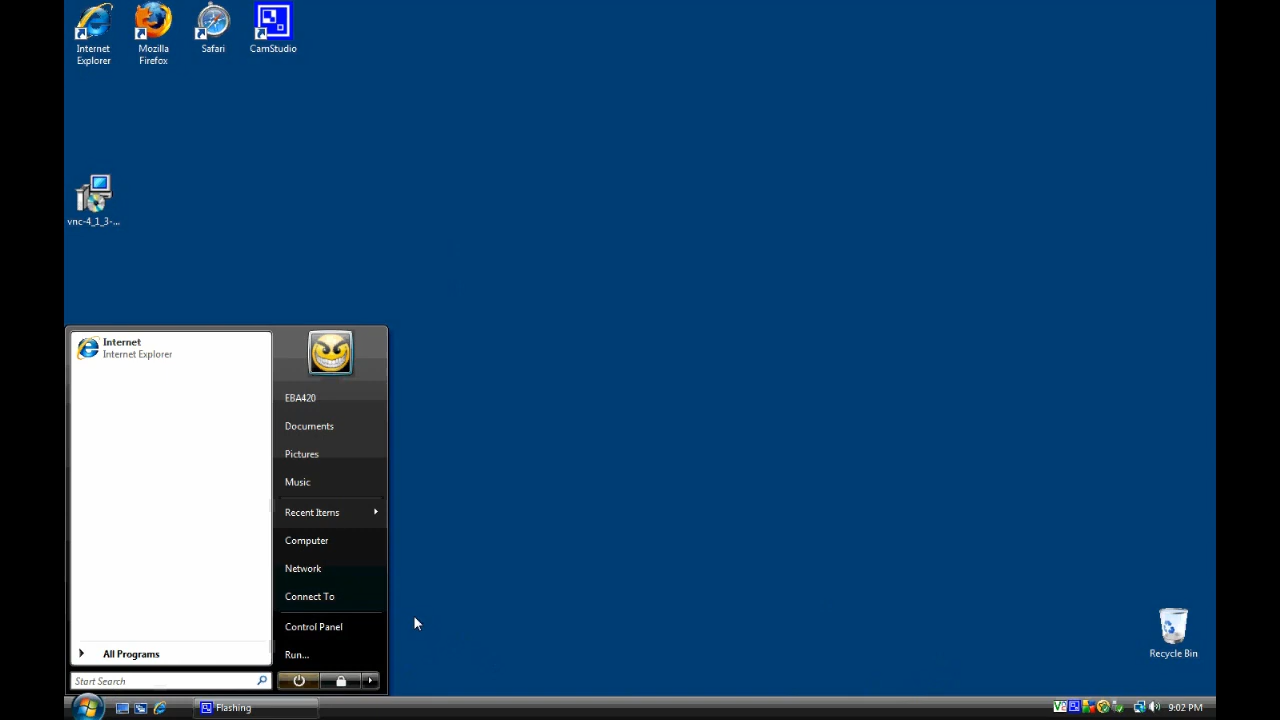 Internet
Explorer
Mozilla
Firefox
Safari
CamStudio
vnc-4_1_3-...
Internet
Internet Explorer
EBA420
Documents
Pictures
Music
Recent Items
Computer
Network
Connect To
Control Panel
Run...
All Programs
Start Search
Recycle Bin
Flashing
9:02 PM